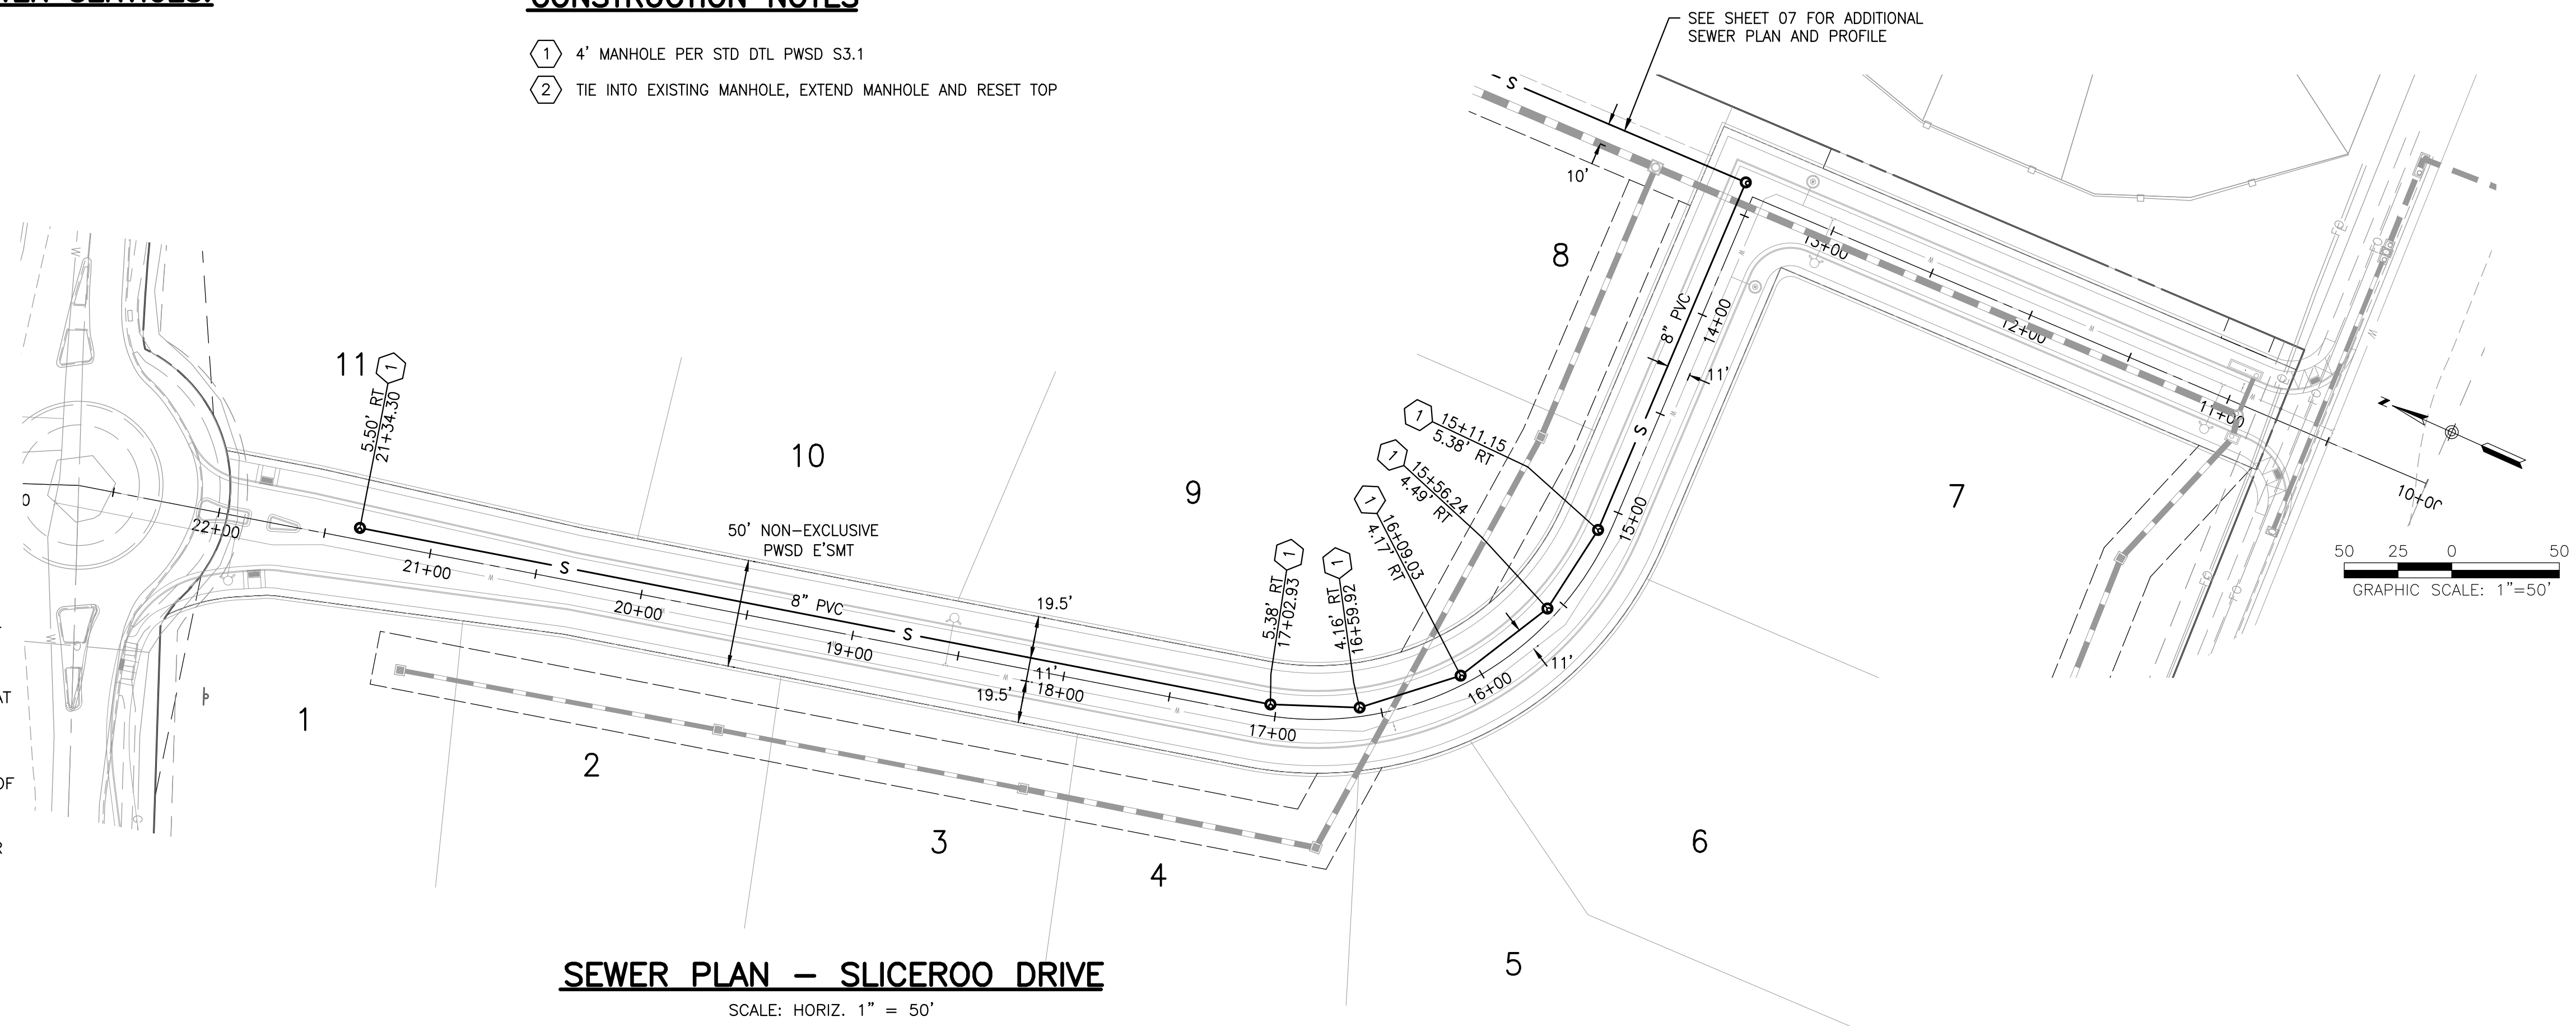 CONSTRUCTION NOTES
1 4' MANHOLE PER STD DTL PWSD S3.1
2 TIE INTO EXISTING MANHOLE, EXTEND MANHOLE AND RESET TOP
SEE SHEET 07 FOR ADDITIONAL
SEWER PLAN AND PROFILE
S
10'
8
13+00
12+00
11+00
10+00
N
7
8" PVC
14+00
11'
S
15+00
1
15+11.15
5.38' RT
1
15+56.24
4.49' RT
1
16+09.03
4.17' RT
1
4.16' RT
16+59.92
1
5.38' RT
17+02.93
11'
16+00
17+00
11
1
5.50' RT
21+34.30
10
9
50' NON-EXCLUSIVE
PWSD E'SMT
22+00
21+00
S
20+00
8" PVC
19+00
S
19.5'
11'
18+00
19.5'
1
2
3
4
5
6
AT
OF
50 25 0 50
GRAPHIC SCALE: 1"=50'
SEWER PLAN - SLICEROO DRIVE
SCALE: HORIZ. 1" = 50'